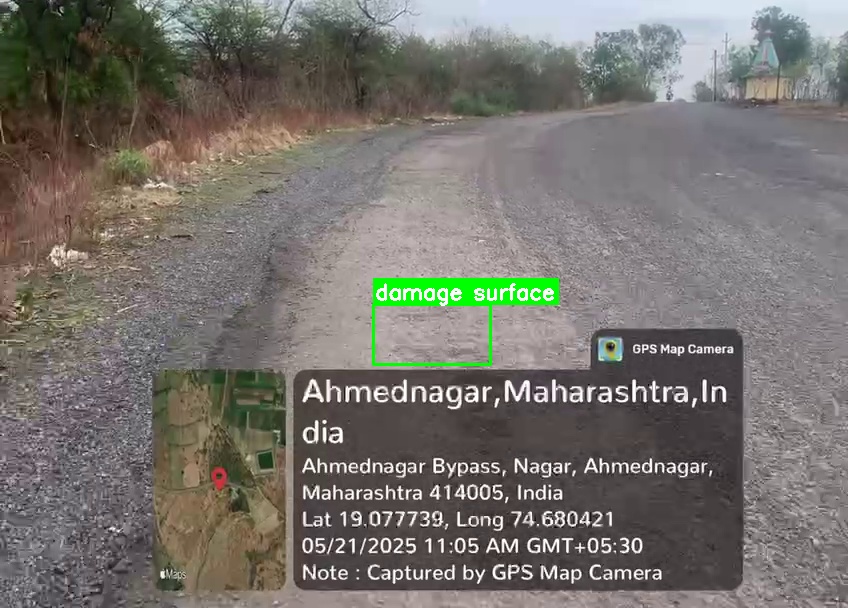 damage surface
GPS Map Camera
Ahmednagar,Maharashtra,In
dia
Ahmednagar Bypass, Nagar, Ahmednagar,
Maharashtra 414005, India
Lat 19.077739, Long 74.680421
05/21/2025 11:05 AM GMT+05:30
Note : Captured by GPS Map Camera
Maps